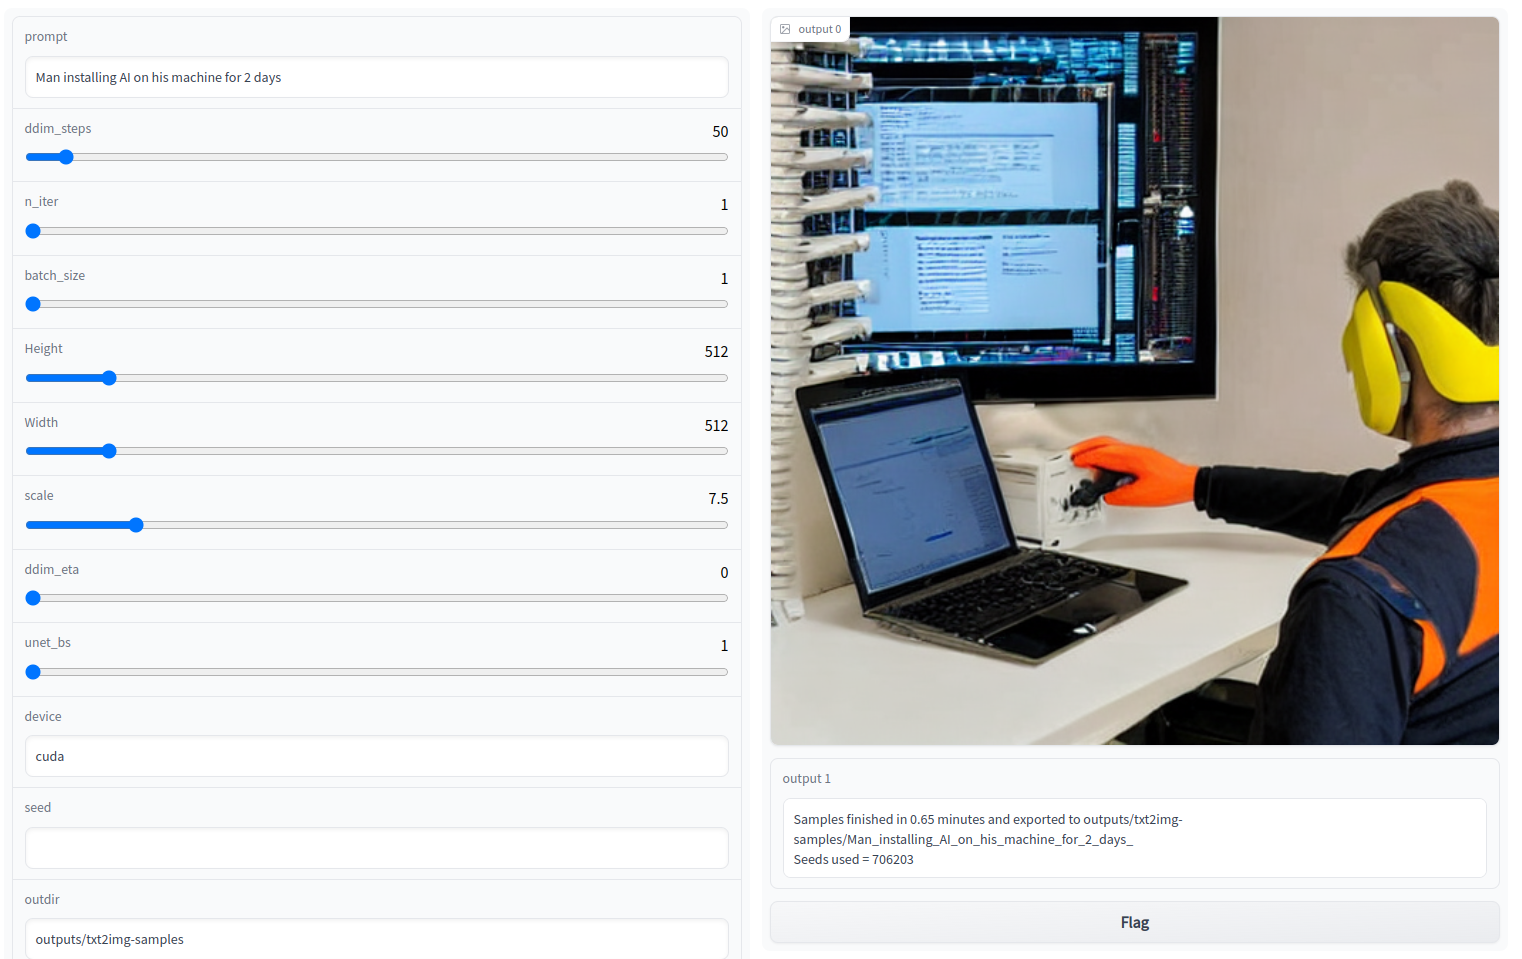 prompt
Man installing AI on his machine for 2 days
ddim_steps
50
n_iter
1
batch_size
1
Height
512
Width
512
scale
7.5
ddim_eta
0
unet_bs
1
device
cuda
seed
outdir
outputs/txt2img-samples
output 0
output 1
Samples finished in 0.65 minutes and exported to outputs/txt2img-
samples/Man_installing_AI_on_his_machine_for_2_days_
Seeds used = 706203
Flag